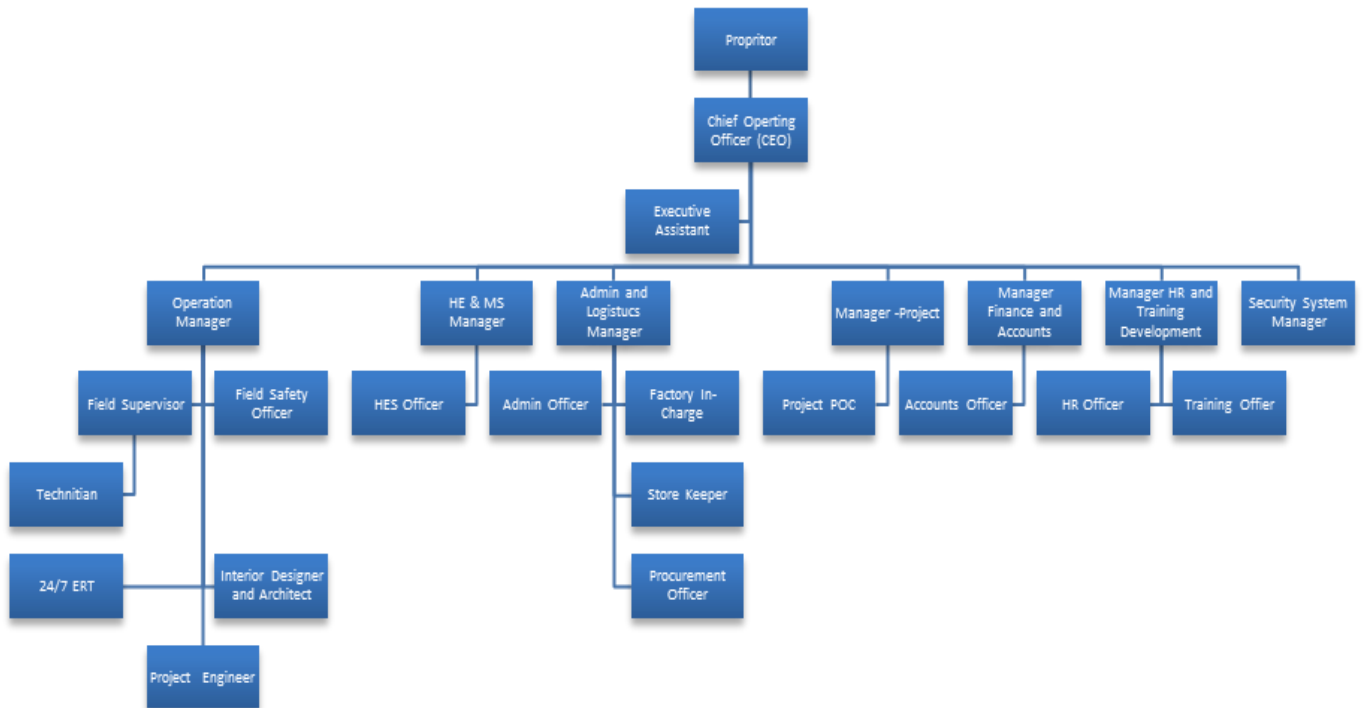 Propritor
Chief Operting
Officer (CEO)
Executive
Assistant
Operation
Manager
HE & MS
Manager
Admin and
Logistucs
Manager
Manager -Project
Manager
Finance and
Accounts
Manager HR and
Training
Development
Security System
Manager
Field Supervisor
Field Safety
Officer
HES Officer
Admin Officer
Factory In-
Charge
Project POC
Accounts Officer
HR Officer
Training Offier
Technitian
Store Keeper
24/7 ERT
Interior Designer
and Architect
Procurement
Officer
Project Engineer